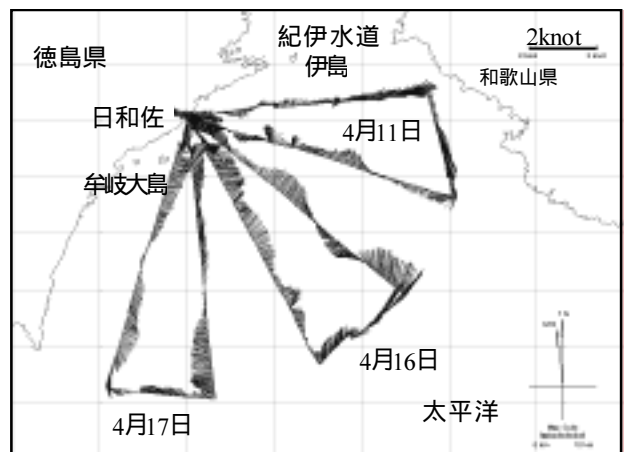 徳島県
紀伊水道
伊島
2knot
和歌山県
日和佐
4月11日
牟岐大島
4月16日
太平洋
4月17日